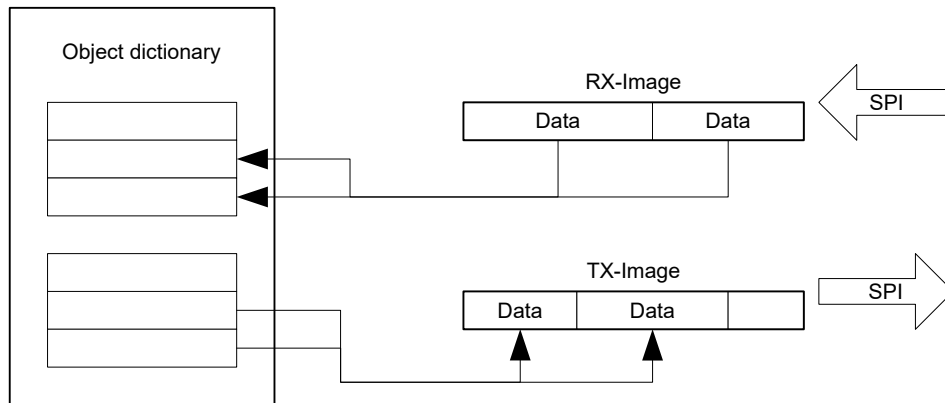 Object dictionary
RX-Image
Data
Data
SPI
TX-Image
Data
Data
SPI